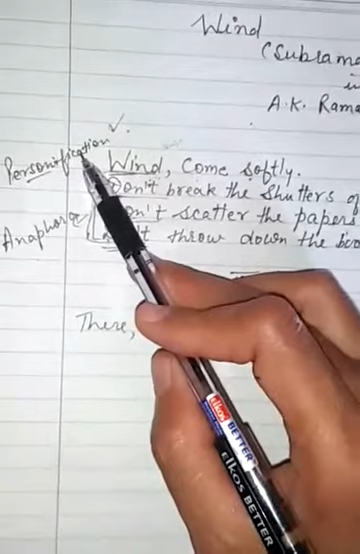 Wind
(Subrama
in
A.K. Rama
Personification ✓.
Wind, Come softly.
Don't break the shutters of
Anaphora
Don't scatter the papers
throw down the boo
There,
elkos BETTER
elkos BETTER